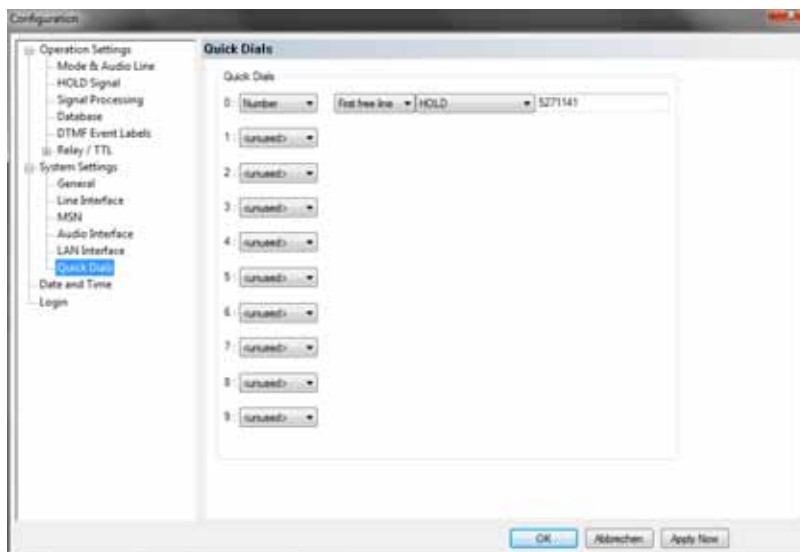 Configuration
Operation Settings
Mode & Audio Line
HOLD Signal
Signal Processing
Database
DTMF Event Labels
Relay / TTL
System Settings
General
Line Interface
MSN
Audio Interface
LAN Interface
Quick Dials
Date and Time
Login
Quick Dials
Quick Dials
0 : Number First free line HOLD 5271141
1 : <unused>
2 : <unused>
3 : <unused>
4 : <unused>
5 : <unused>
6 : <unused>
7 : <unused>
8 : <unused>
9 : <unused>
OK Abbrechen Apply Now